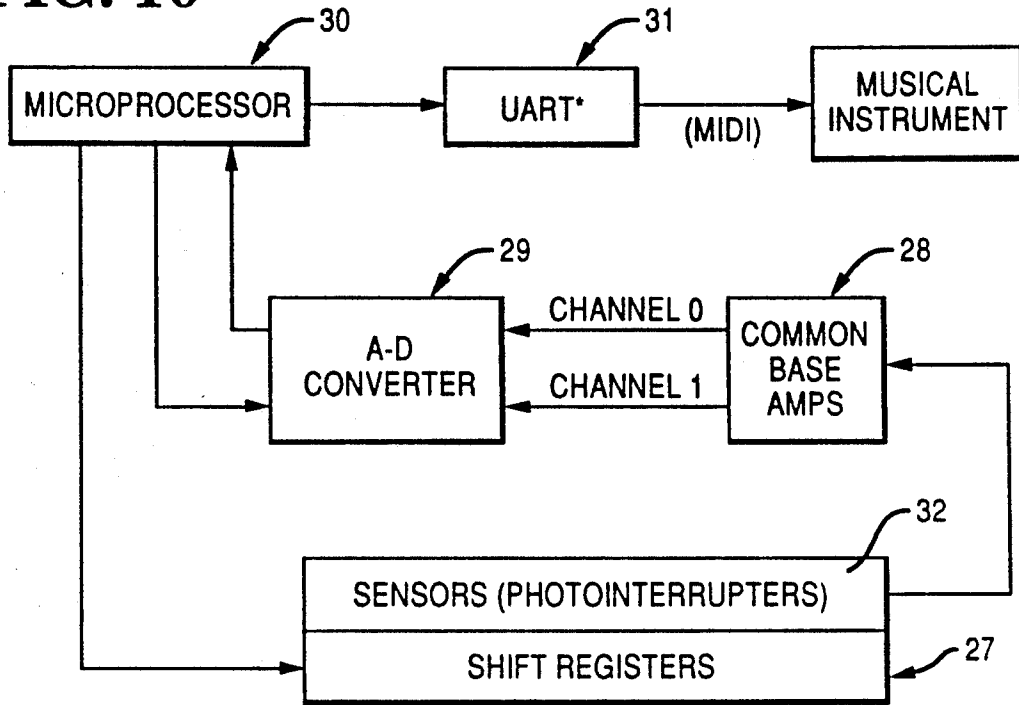 30
31
MICROPROCESSOR
UART*
(MIDI)
MUSICAL
INSTRUMENT
29
28
A-D
CONVERTER
CHANNEL 0
CHANNEL 1
COMMON
BASE
AMPS
32
SENSORS (PHOTOINTERRUPTERS)
SHIFT REGISTERS
27